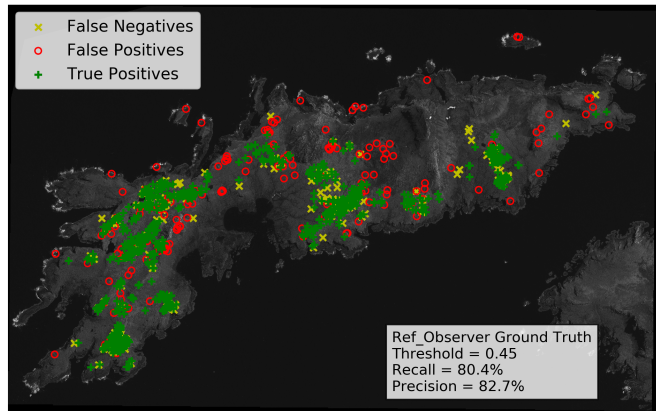 False Negatives
False Positives
True Positives
Ref_Observer Ground Truth
Threshold = 0.45
Recall = 80.4%
Precision = 82.7%